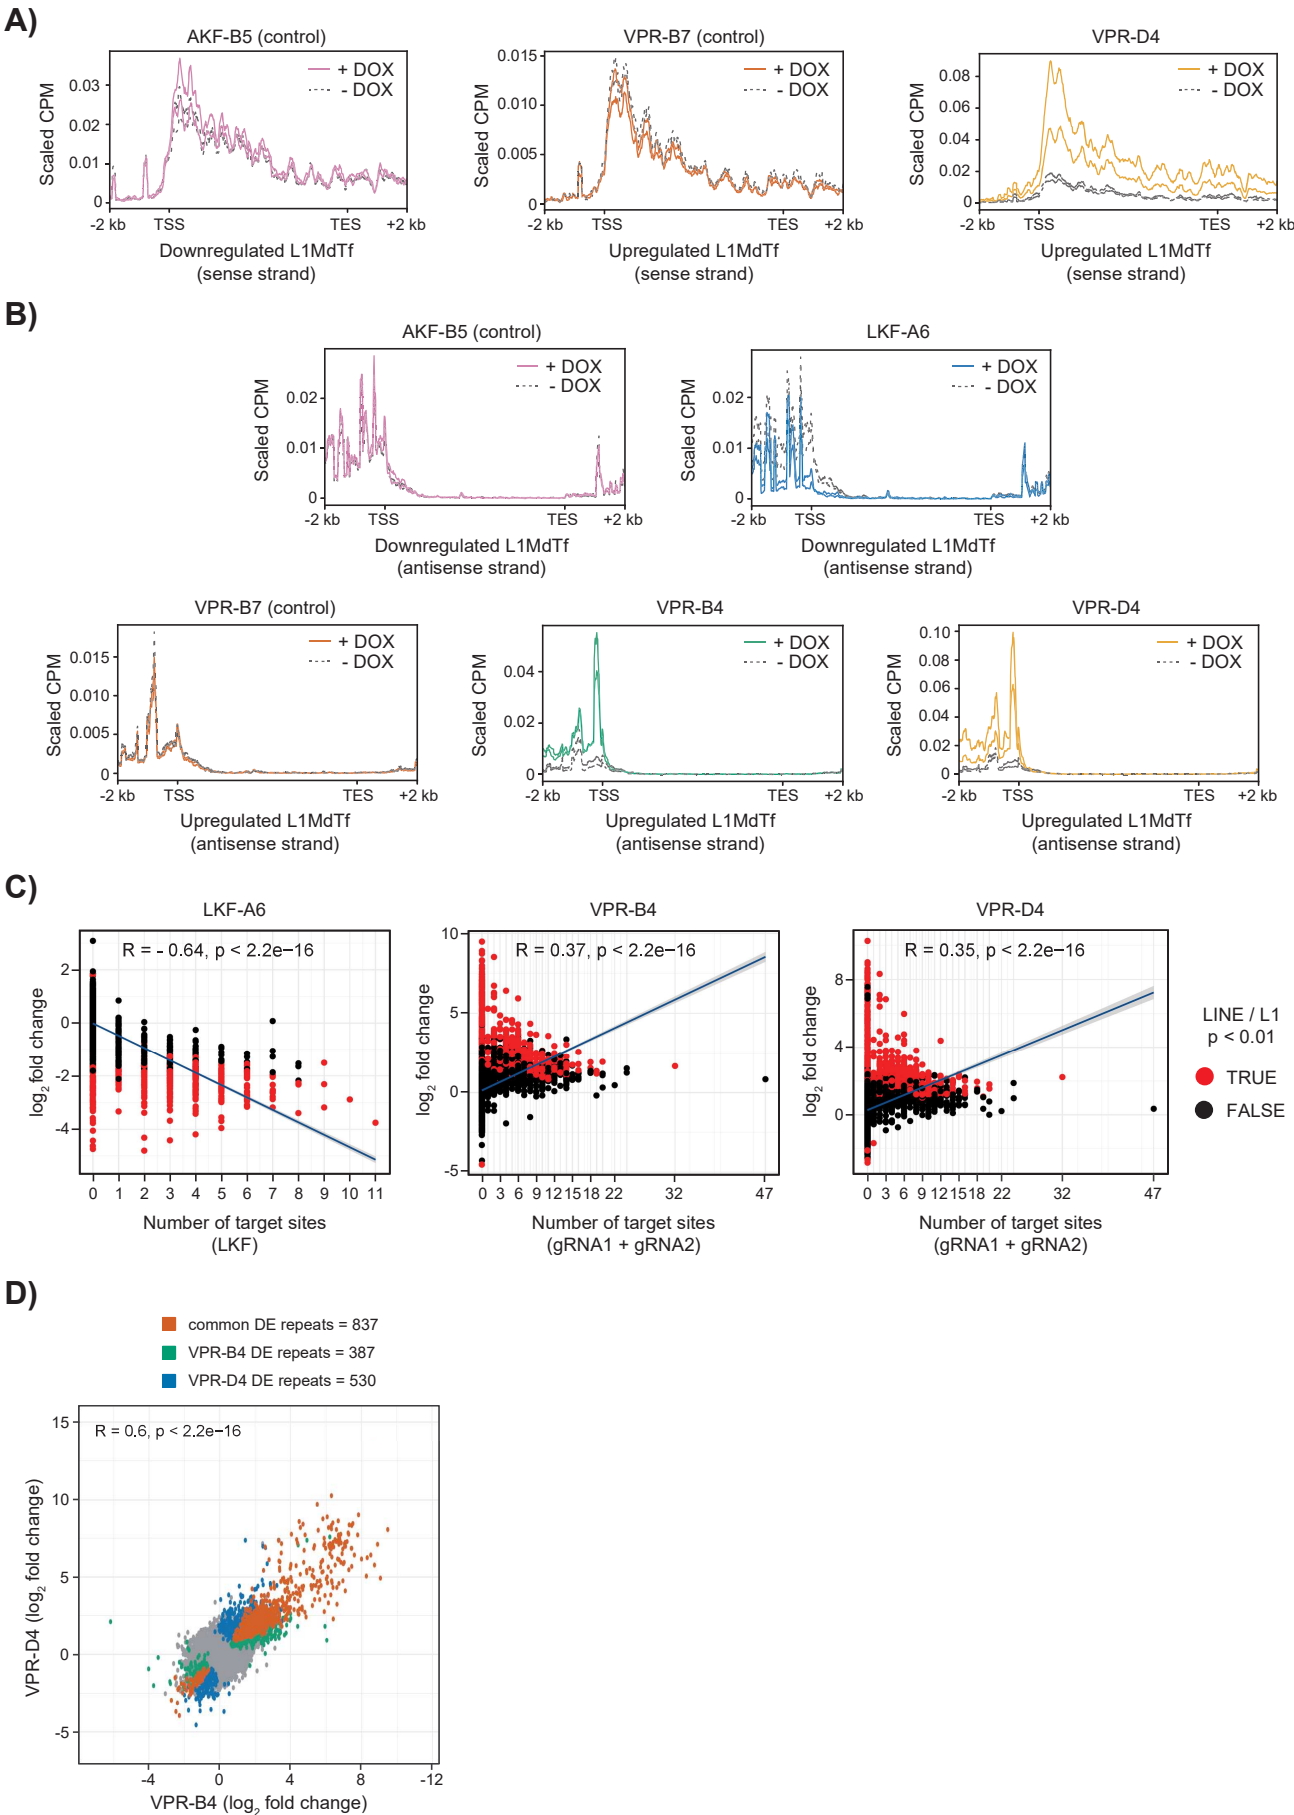 A)
AKF-B5 (control)
Scaled CPM
0.03
0.02
0.01
0
+ DOX
- DOX
-2 kb TSS TES +2 kb
Downregulated L1MdTf
(sense strand)
VPR-B7 (control)
Scaled CPM
0.015
0.010
0.005
0
+ DOX
- DOX
-2 kb TSS TES +2 kb
Upregulated L1MdTf
(sense strand)
VPR-D4
Scaled CPM
0.08
0.06
0.04
0.02
0
+ DOX
- DOX
-2 kb TSS TES +2 kb
Upregulated L1MdTf
(sense strand)
B)
AKF-B5 (control)
Scaled CPM
0.02
0.01
0
+ DOX
- DOX
-2 kb TSS TES +2 kb
Downregulated L1MdTf
(antisense strand)
LKF-A6
Scaled CPM
0.02
0.01
0
+ DOX
- DOX
-2 kb TSS TES +2 kb
Downregulated L1MdTf
(antisense strand)
VPR-B7 (control)
Scaled CPM
0.015
0.010
0.005
0
+ DOX
- DOX
-2 kb TSS TES +2 kb
Upregulated L1MdTf
(antisense strand)
VPR-B4
Scaled CPM
0.04
0.02
0
+ DOX
- DOX
-2 kb TSS TES +2 kb
Upregulated L1MdTf
(antisense strand)
VPR-D4
Scaled CPM
0.10
0.08
0.06
0.04
0.02
0
+ DOX
- DOX
-2 kb TSS TES +2 kb
Upregulated L1MdTf
(antisense strand)
C)
LKF-A6
R = - 0.64, p < 2.2e−16
log2 fold change
2
0
-2
-4
0 1 2 3 4 5 6 7 8 9 10 11
Number of target sites
(LKF)
VPR-B4
R = 0.37, p < 2.2e−16
log2 fold change
10
5
0
-5
0 3 6 9 12 15 18 22 32 47
Number of target sites
(gRNA1 + gRNA2)
VPR-D4
R = 0.35, p < 2.2e−16
log2 fold change
8
4
0
0 3 6 9 12 15 18 22 32 47
Number of target sites
(gRNA1 + gRNA2)
LINE / L1
p < 0.01
TRUE
FALSE
D)
common DE repeats = 837
VPR-B4 DE repeats = 387
VPR-D4 DE repeats = 530
R = 0.6, p < 2.2e−16
VPR-D4 (log2 fold change)
15
10
5
0
-5
-4 0 4 8 -12
VPR-B4 (log2 fold change)